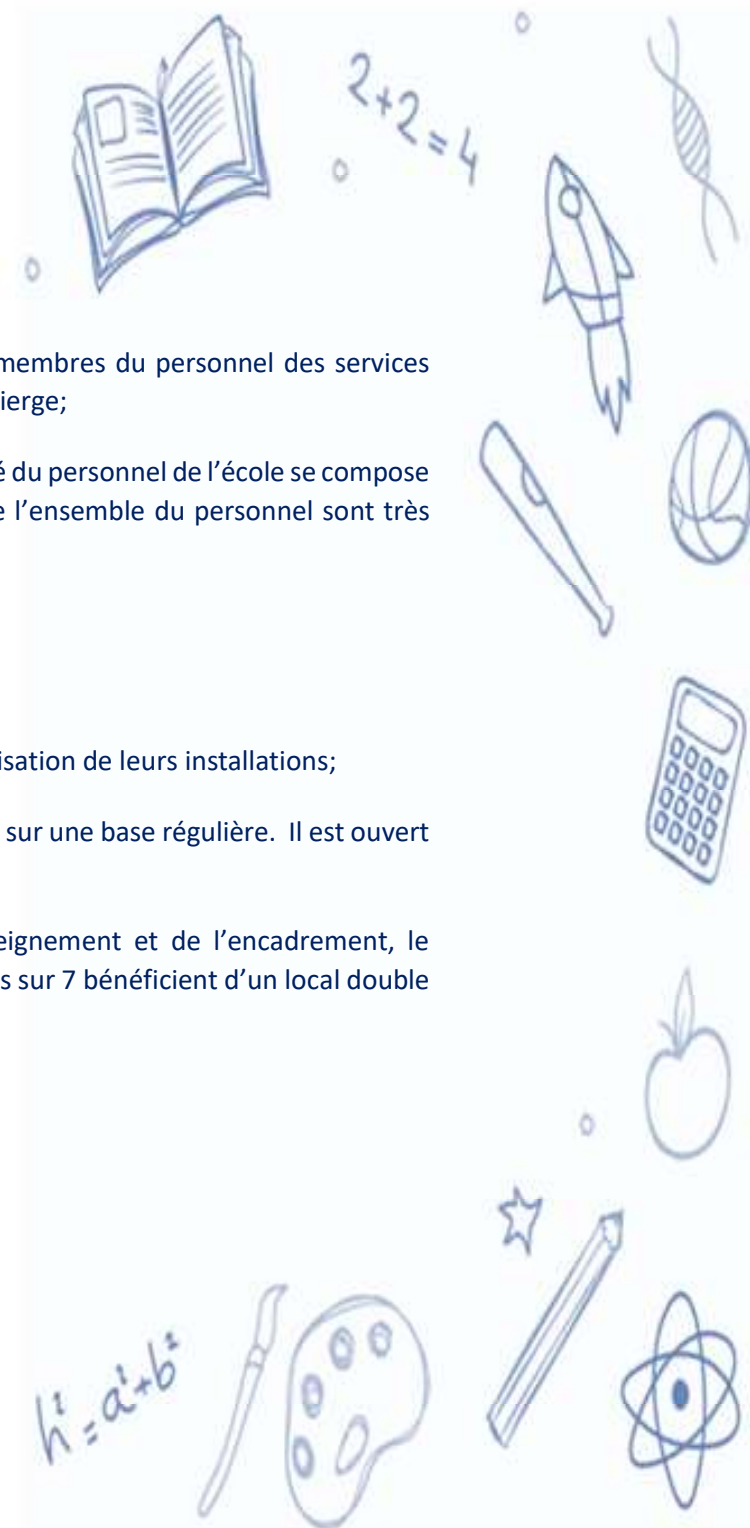 2+2=4
membres du personnel des services
ierge;
é du personnel de l'école se compose
e l'ensemble du personnel sont très
isation de leurs installations;
sur une base régulière. Il est ouvert
eignement et de l'encadrement, le
s sur 7 bénéficient d'un local double
h²=a²+b²